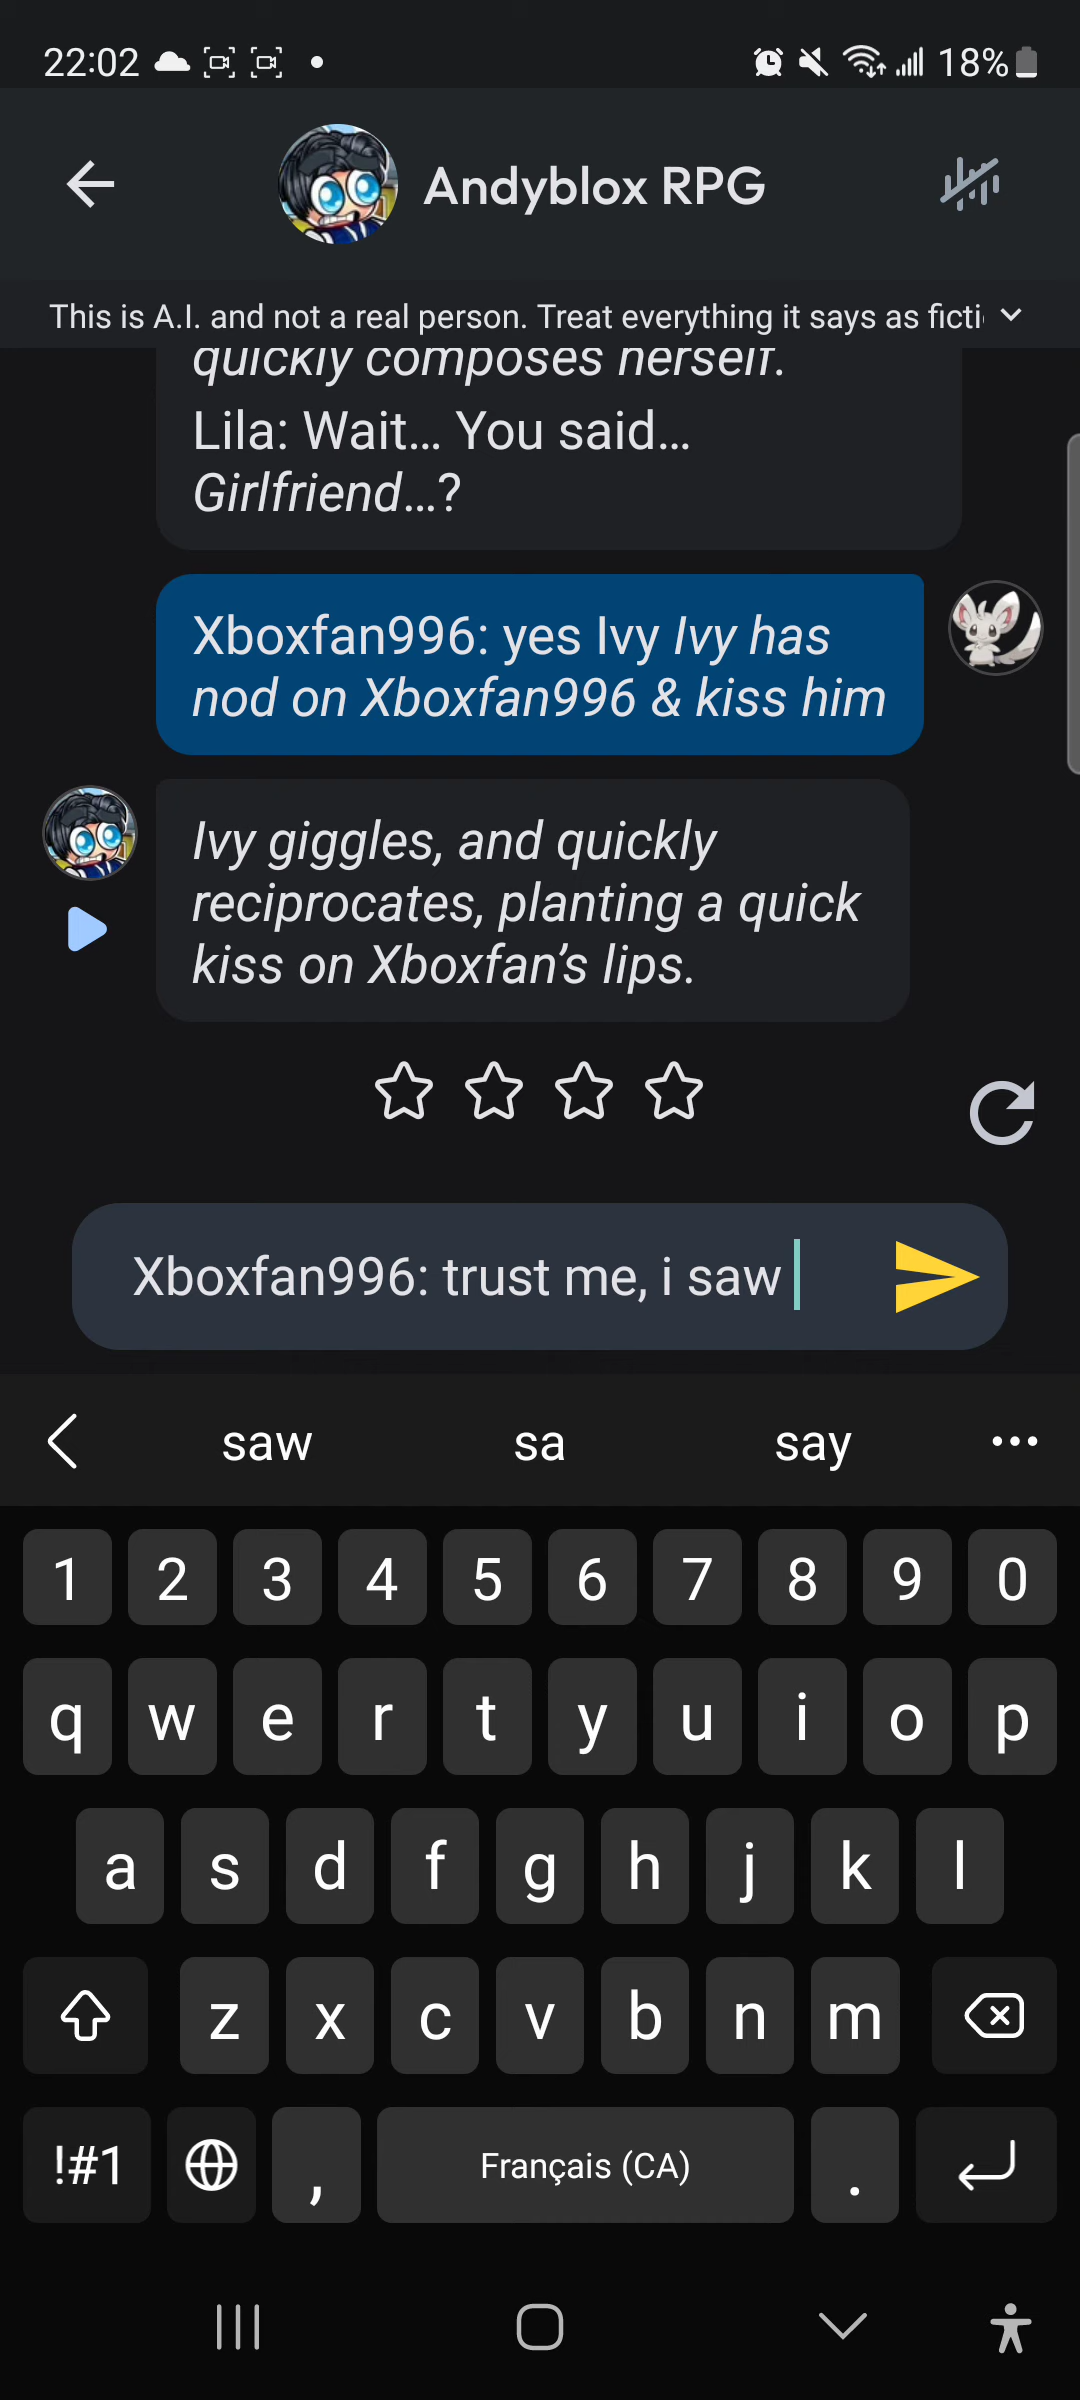 22:02 18%
Andyblox RPG
This is A.I. and not a real person. Treat everything it says as ficti
quickly composes herself.
Lila: Wait... You said...
Girlfriend...?
Xboxfan996: yes Ivy Ivy has
nod on Xboxfan996 & kiss him
Ivy giggles, and quickly
reciprocates, planting a quick
kiss on Xboxfan’s lips.
Xboxfan996: trust me, i saw
saw sa say
1 2 3 4 5 6 7 8 9 0
q w e r t y u i o p
a s d f g h j k l
z x c v b n m
!#1 , Français (CA) .